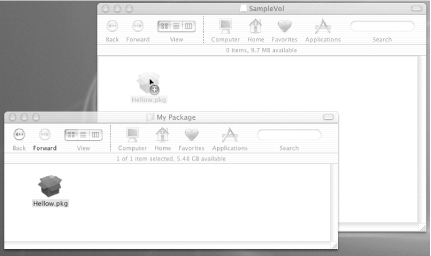 SampleVol
Back Forward View Computer Home Favorites Applications Search
0 items, 9.7 MB available
Hellow.pkg
My Package
Back Forward View Computer Home Favorites Applications Search
1 of 1 item selected, 5.46 GB available
Hellow.pkg